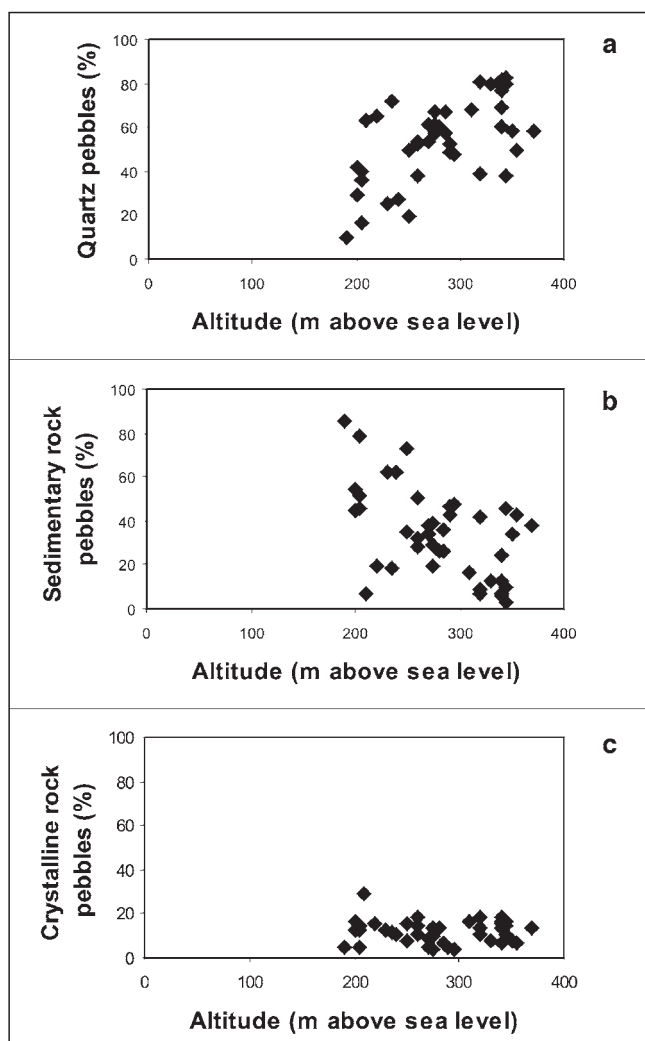 a
100
80
60
40
20
0
Quartz pebbles (%)
0 100 200 300 400
Altitude (m above sea level)
b
100
80
60
40
20
0
Sedimentary rock
pebbles (%)
0 100 200 300 400
Altitude (m above sea level)
c
100
80
60
40
20
0
Crystalline rock
pebbles (%)
0 100 200 300 400
Altitude (m above sea level)